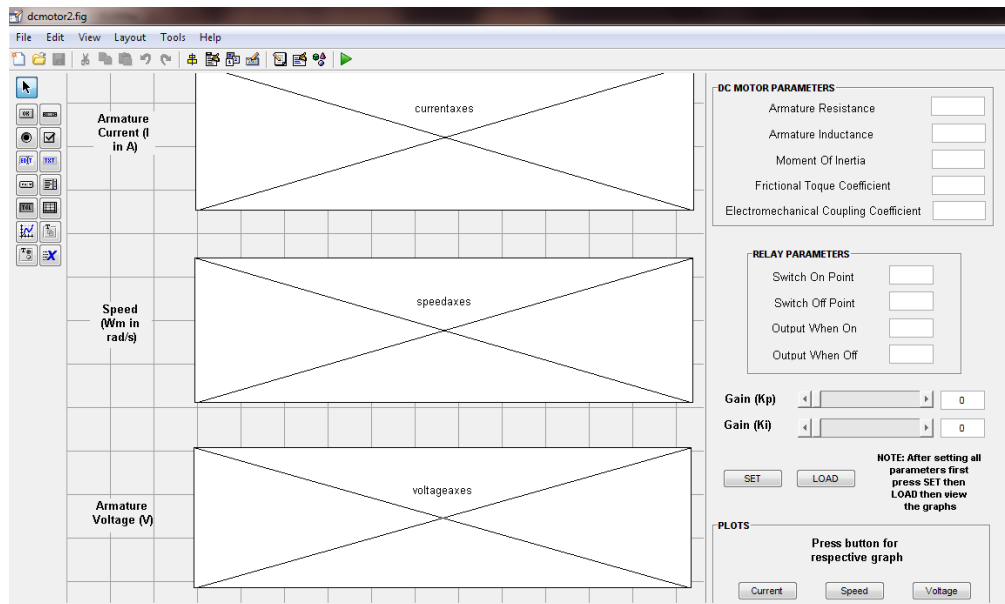 dcmotor2.fig
File Edit View Layout Tools Help
OK
EDIT TXT
TGL
currentaxes
Armature
Current (I
in A)
speedaxes
Speed
(Wm in
rad/s)
voltageaxes
Armature
Voltage (V)
DC MOTOR PARAMETERS
Armature Resistance
Armature Inductance
Moment Of Inertia
Frictional Toque Coefficient
Electromechanical Coupling Coefficient
RELAY PARAMETERS
Switch On Point
Switch Off Point
Output When On
Output When Off
Gain (Kp) 0
Gain (Ki) 0
SET LOAD
NOTE: After setting all
parameters first
press SET then
LOAD then view
the graphs
PLOTS
Press button for
respective graph
Current Speed Voltage